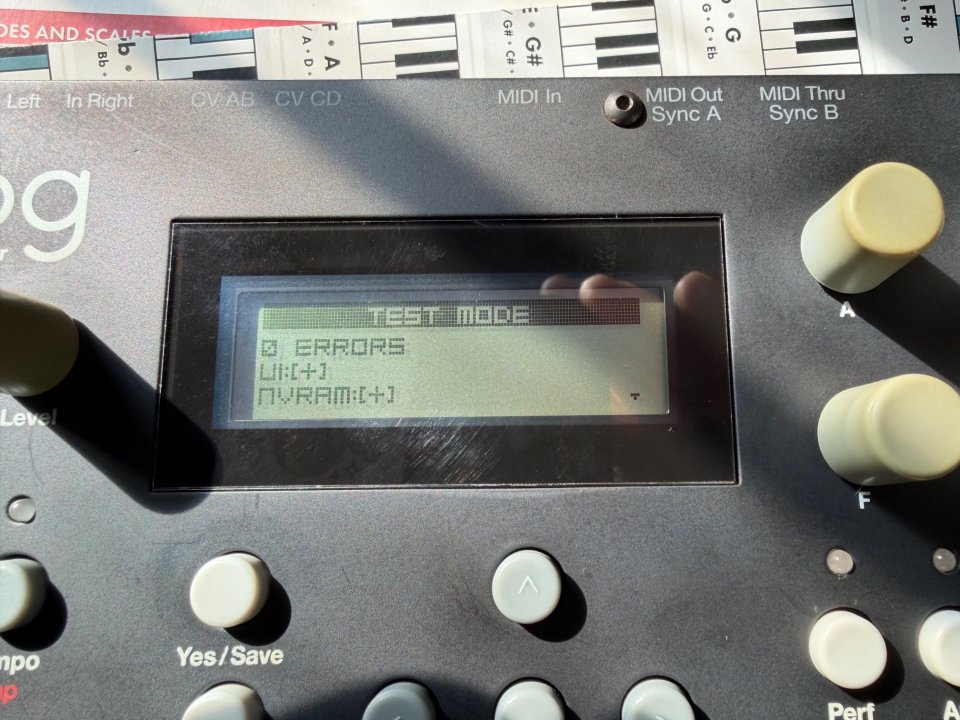 DES AND SCALES
Left
In Right
CV AB
CV CD
MIDI In
MIDI Out
Sync A
MIDI Thru
Sync B
og
TEST MODE
0 ERRORS
UI:[+]
NVRAM:[+]
A
Level
F
Yes/Save
mpo
Perf